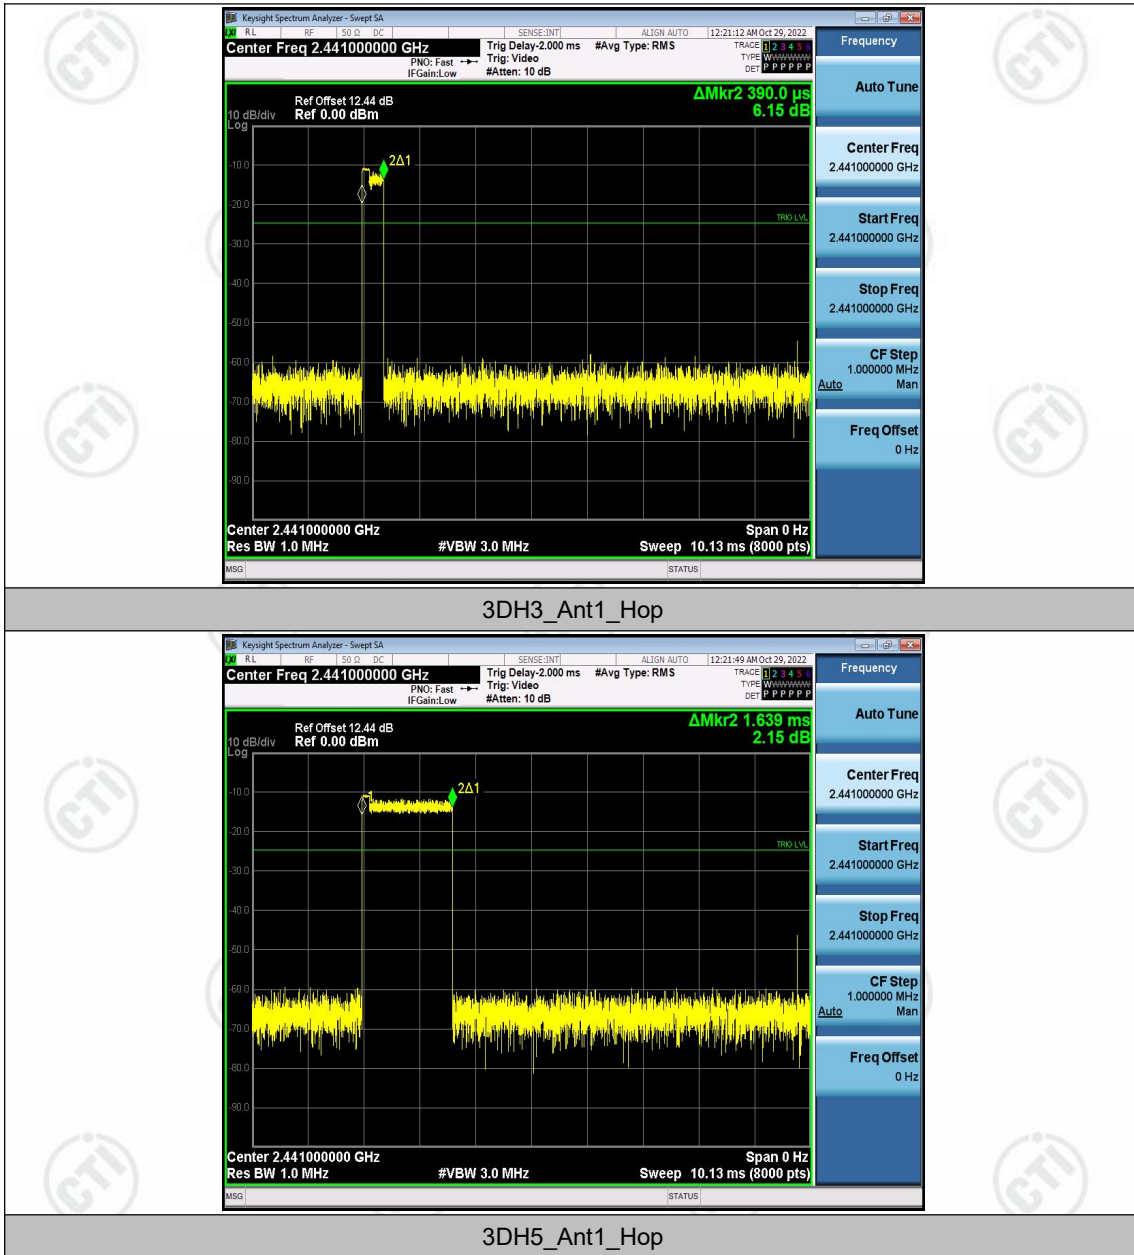 Keysight Spectrum Analyzer - Swept SA
LXI RL RF 50 Ω DC SENSE:INT ALIGN AUTO 12:21:12 AM Oct 29, 2022
Center Freq 2.441000000 GHz
PNO: Fast
IFGain:Low
Trig Delay-2.000 ms
Trig: Video
#Atten: 10 dB
#Avg Type: RMS
TRACE 1 2 3 4 5 6
TYPE WWWWWW
DET P P P P P P
Ref Offset 12.44 dB
10 dB/div Ref 0.00 dBm
Log
ΔMkr2 390.0 µs
6.15 dB
2Δ1
-10.0
-20.0
TRIG LVL
-30.0
-40.0
-50.0
-60.0
-70.0
-80.0
-90.0
Center 2.441000000 GHz Span 0 Hz
Res BW 1.0 MHz #VBW 3.0 MHz Sweep 10.13 ms (8000 pts)
MSG STATUS
Frequency
Auto Tune
Center Freq
2.441000000 GHz
Start Freq
2.441000000 GHz
Stop Freq
2.441000000 GHz
CF Step
1.000000 MHz
Auto Man
Freq Offset
0 Hz
3DH3_Ant1_Hop
Keysight Spectrum Analyzer - Swept SA
LXI RL RF 50 Ω DC SENSE:INT ALIGN AUTO 12:21:49 AM Oct 29, 2022
Center Freq 2.441000000 GHz
PNO: Fast
IFGain:Low
Trig Delay-2.000 ms
Trig: Video
#Atten: 10 dB
#Avg Type: RMS
TRACE 1 2 3 4 5 6
TYPE WWWWWW
DET P P P P P P
Ref Offset 12.44 dB
10 dB/div Ref 0.00 dBm
Log
ΔMkr2 1.639 ms
2.15 dB
2Δ1
-10.0
-20.0
TRIG LVL
-30.0
-40.0
-50.0
-60.0
-70.0
-80.0
-90.0
Center 2.441000000 GHz Span 0 Hz
Res BW 1.0 MHz #VBW 3.0 MHz Sweep 10.13 ms (8000 pts)
MSG STATUS
Frequency
Auto Tune
Center Freq
2.441000000 GHz
Start Freq
2.441000000 GHz
Stop Freq
2.441000000 GHz
CF Step
1.000000 MHz
Auto Man
Freq Offset
0 Hz
3DH5_Ant1_Hop
CTI
CTI
CTI
CTI
CTI
CTI
CTI
CTI